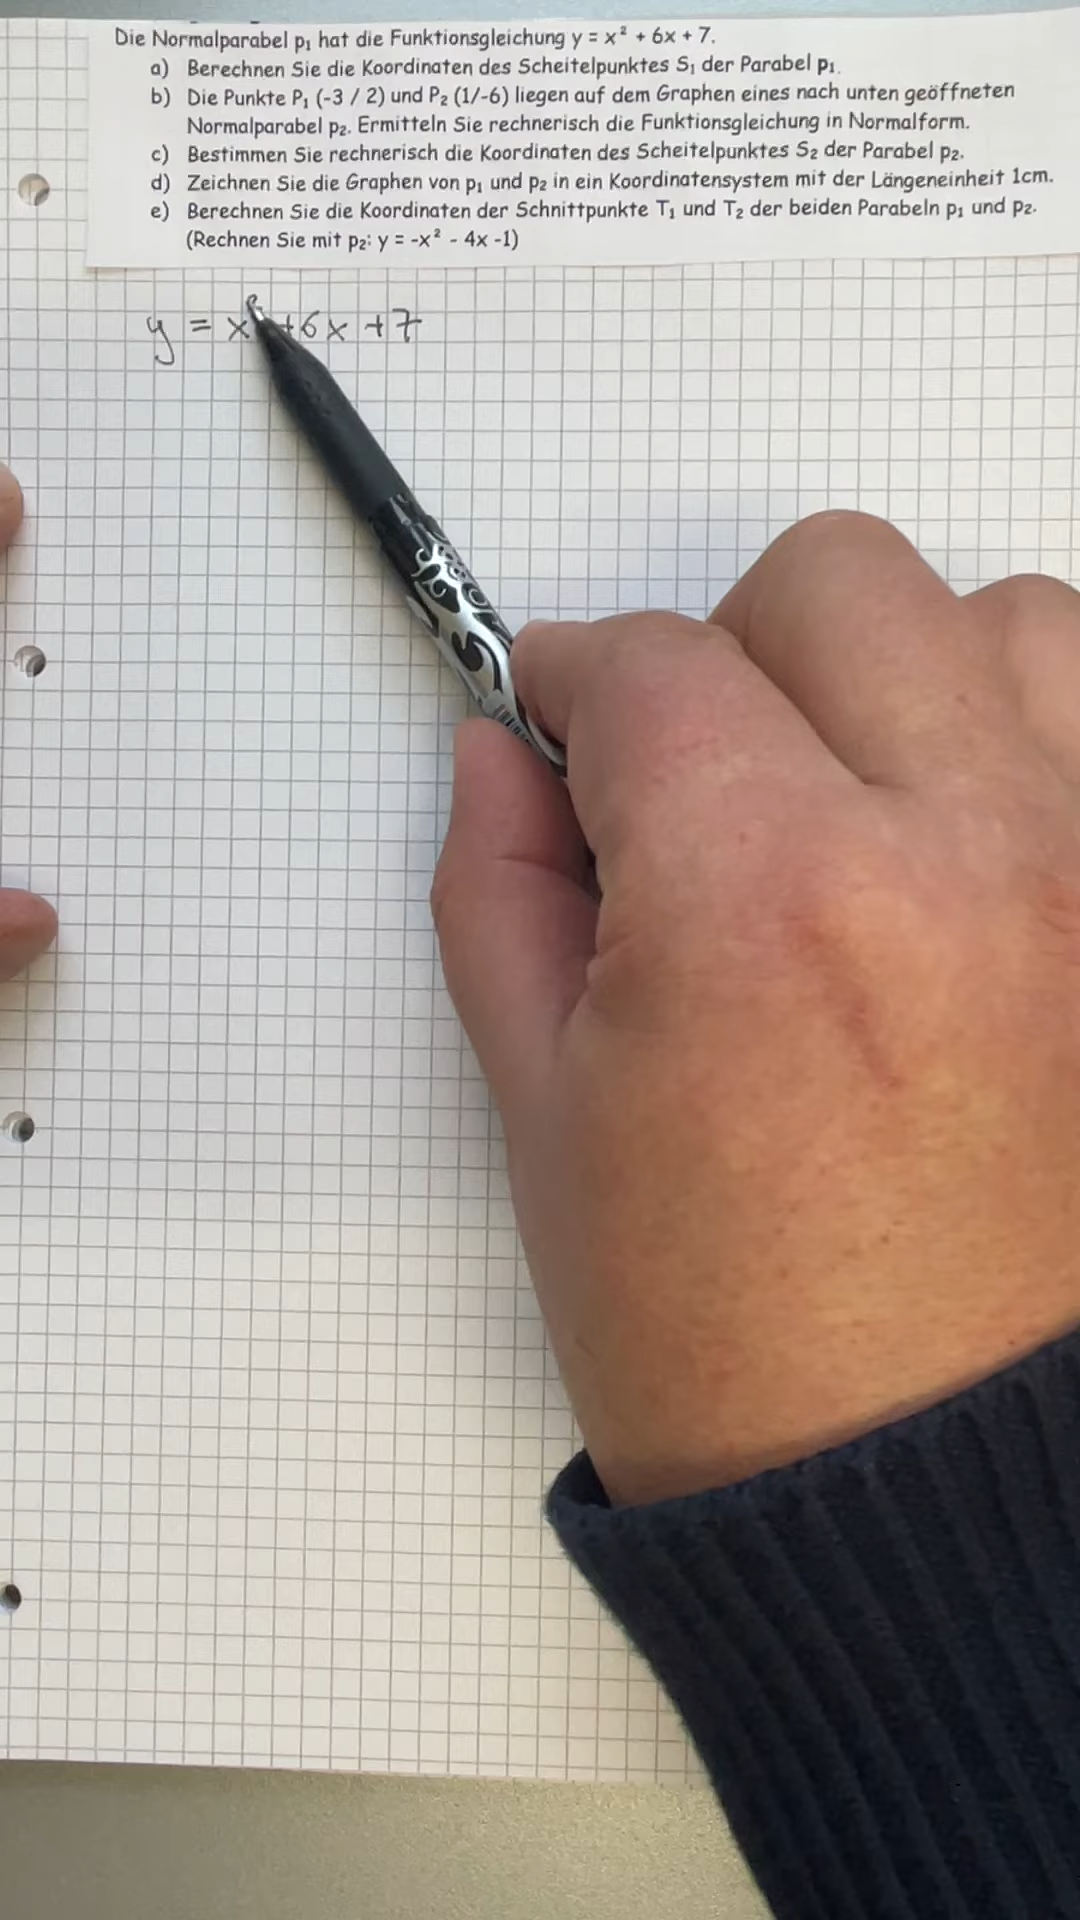 Die Normalparabel p₁ hat die Funktionsgleichung y = x² + 6x + 7.
a) Berechnen Sie die Koordinaten des Scheitelpunktes S₁ der Parabel p₁.
b) Die Punkte P₁ (-3 / 2) und P₂ (1/-6) liegen auf dem Graphen eines nach unten geöffneten
Normalparabel p₂. Ermitteln Sie rechnerisch die Funktionsgleichung in Normalform.
c) Bestimmen Sie rechnerisch die Koordinaten des Scheitelpunktes S₂ der Parabel p₂.
d) Zeichnen Sie die Graphen von p₁ und p₂ in ein Koordinatensystem mit der Längeneinheit 1cm.
e) Berechnen Sie die Koordinaten der Schnittpunkte T₁ und T₂ der beiden Parabeln p₁ und p₂.
(Rechnen Sie mit p₂: y = -x² - 4x -1)
y = x² +6x +7